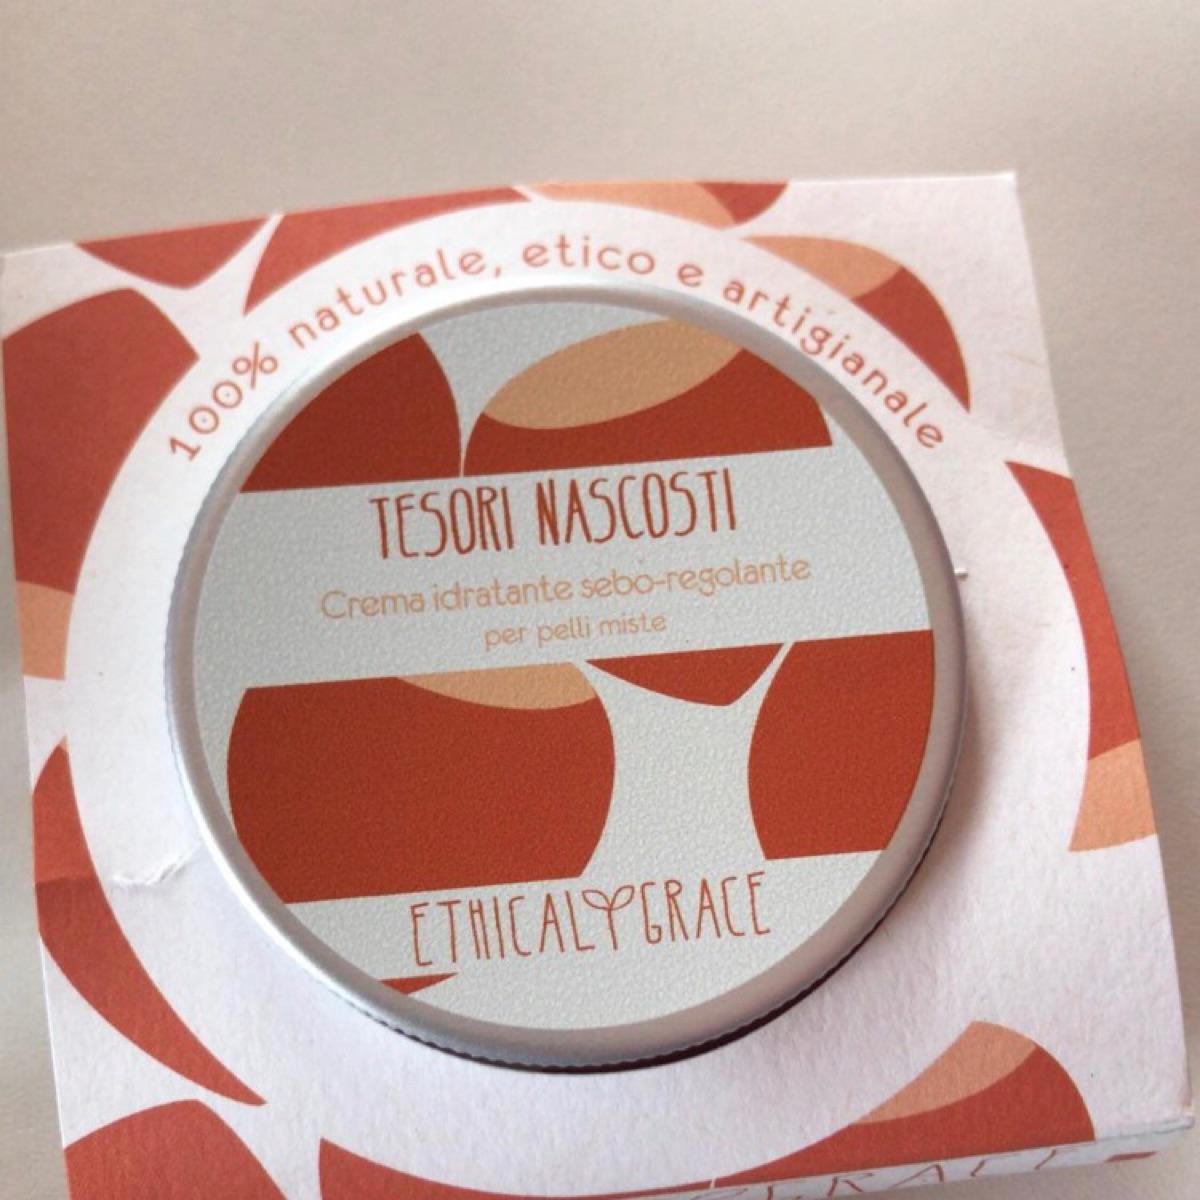 100% naturale, etico e artigianale
TESORI NASCOSTI
Crema idratante sebo-regolante
per pelli miste
ETHICAL GRACE